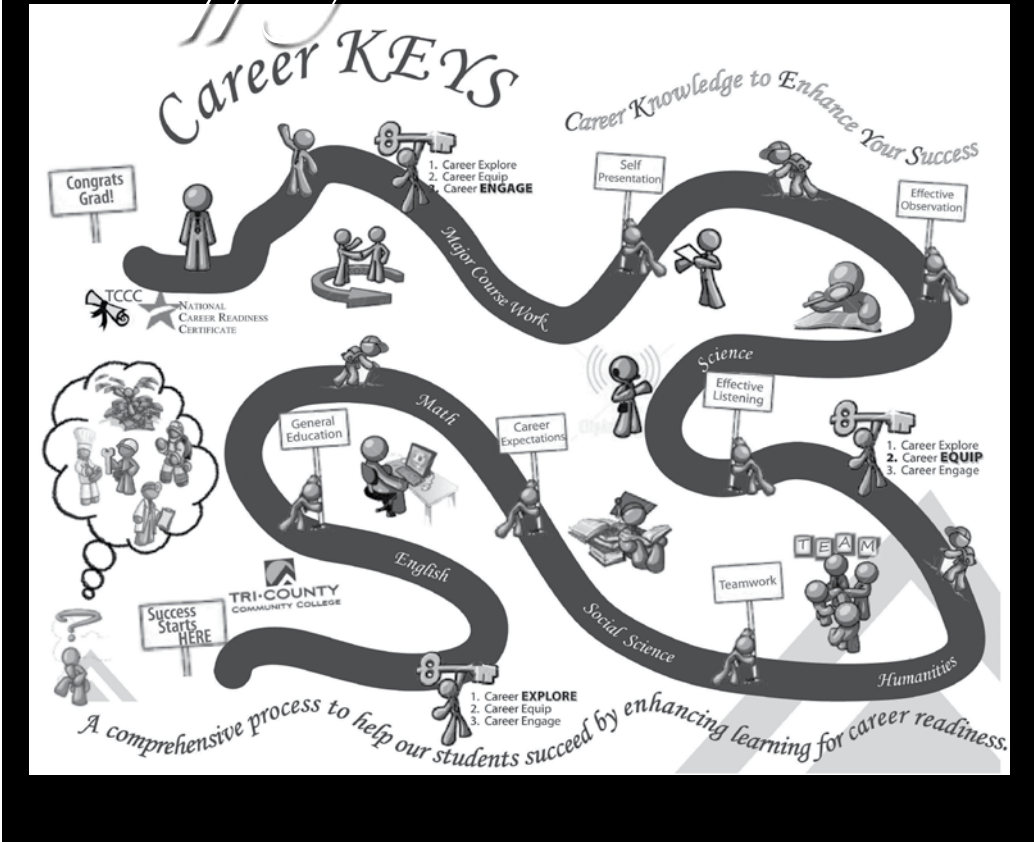 Career KEYS
Career Knowledge to Enhance Your Success
Congrats
Grad!
1. Career Explore
2. Career Equip
3. Career ENGAGE
Self
Presentation
Effective
Observation
Major Course Work
TCCC
NATIONAL
CAREER READINESS
CERTIFICATE
Science
Effective
Listening
Math
General
Education
Career
Expectations
1. Career Explore
2. Career EQUIP
3. Career Engage
English
TEAM
Teamwork
TRI-COUNTY
COMMUNITY COLLEGE
Success
Starts
HERE
?
Social Science
Humanities
1. Career EXPLORE
2. Career Equip
3. Career Engage
A comprehensive process to help our students succeed by enhancing learning for career readiness.